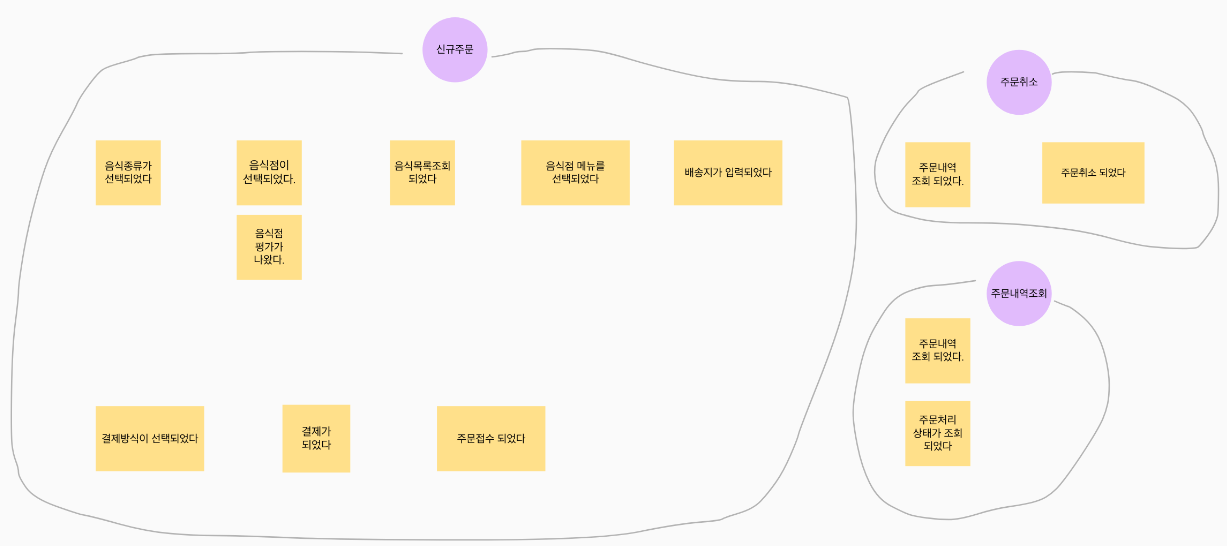 신규주문
음식종류가
선택되었다
음식점이
선택되었다.
음식목록조회
되었다
음식점 메뉴를
선택되었다
배송지가 입력되었다
음식점
평가가
나왔다.
결제방식이 선택되었다
결제가
되었다
주문접수 되었다
주문취소
주문내역
조회 되었다.
주문취소 되었다
주문내역조회
주문내역
조회 되었다.
주문처리
상태가 조회
되었다